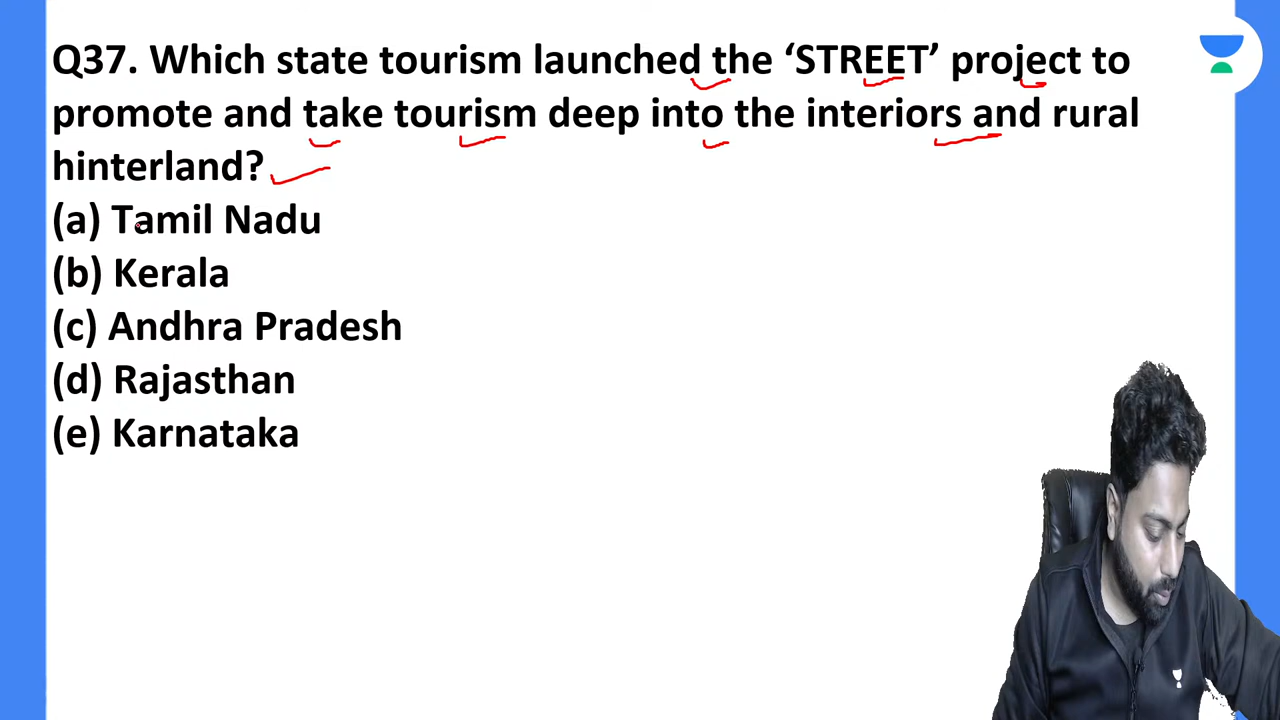 Q37. Which state tourism launched the ‘STREET’ project to
promote and take tourism deep into the interiors and rural
hinterland?
(a) Tamil Nadu
(b) Kerala
(c) Andhra Pradesh
(d) Rajasthan
(e) Karnataka